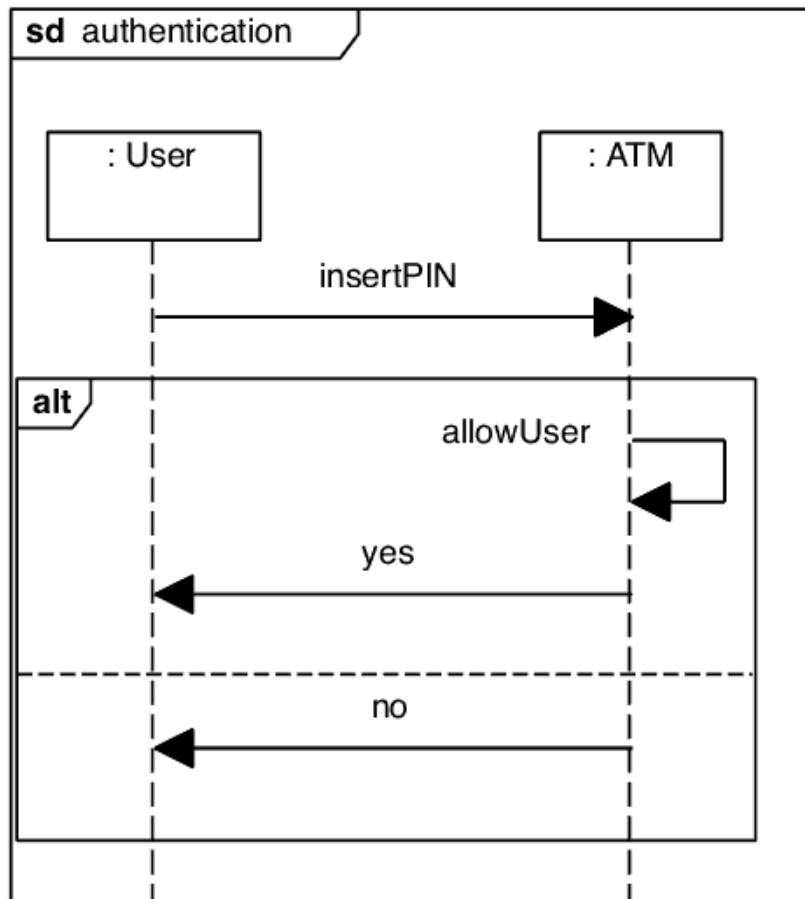 sd authentication
: User
: ATM
insertPIN
alt
allowUser
yes
no